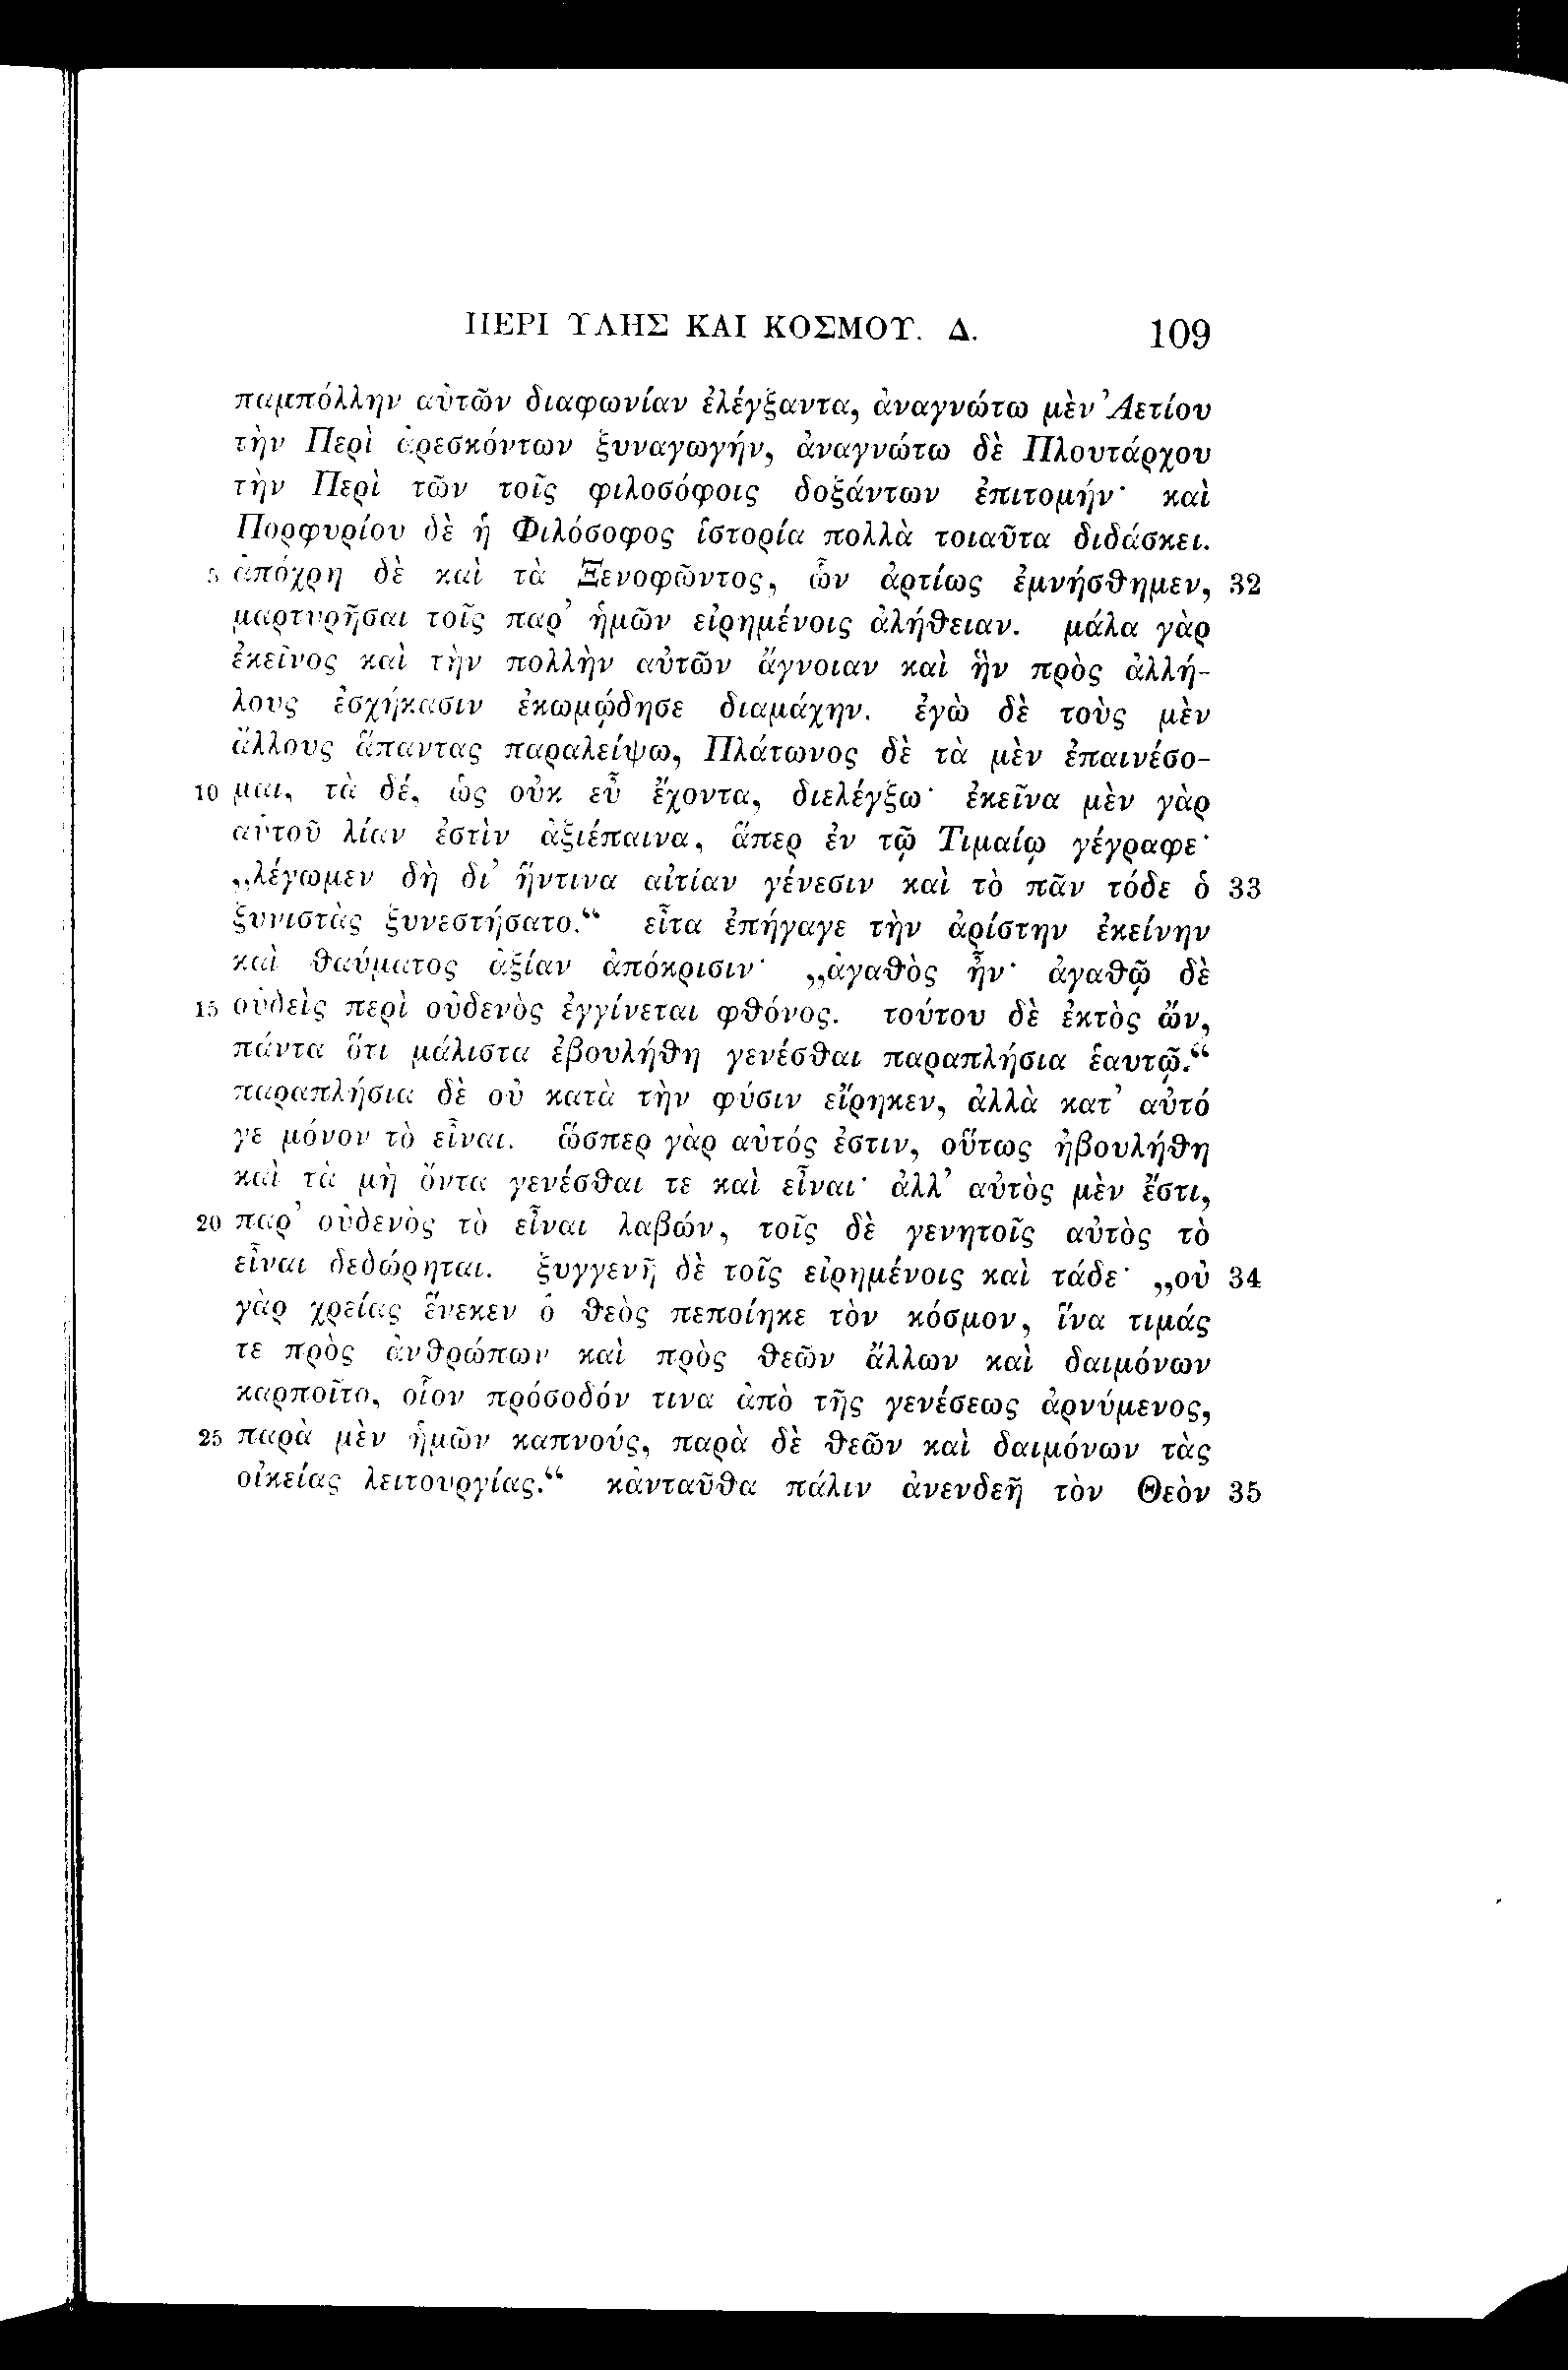 ΠΕΡΙ ΥΛΗΣ ΚΑΙ ΚΟΣΜΟΥ. Δ. 109
παμπόλλην αὐτῶν διαφωνίαν ἐλέγξαντα, ἀναγνώτω μὲν Ἀετίου
τὴν Περὶ ἀρεσκόντων ξυναγωγήν, ἀναγνώτω δὲ Πλουτάρχου
τὴν Περὶ τῶν τοῖς φιλοσόφοις δοξάντων ἐπιτομήν· καὶ
Πορφυρίου δὲ ἡ Φιλόσοφος ἱστορία πολλὰ τοιαῦτα διδάσκει.
5 ἀπόχρη δὲ καὶ τὰ Ξενοφῶντος, ὧν ἀρτίως ἐμνήσθημεν, 32
μαρτυρῆσαι τοῖς παρ’ ἡμῶν εἰρημένοις ἀλήθειαν. μάλα γὰρ
ἐκεῖνος καὶ τὴν πολλὴν αὐτῶν ἄγνοιαν καὶ ἣν πρὸς ἀλλή-
λους ἐσχήκασιν ἐκωμῴδησε διαμάχην. ἐγὼ δὲ τοὺς μὲν
ἄλλους ἅπαντας παραλείψω, Πλάτωνος δὲ τὰ μὲν ἐπαινέσο-
10 μαι, τὰ δέ, ὡς οὐκ εὖ ἔχοντα, διελέγξω· ἐκεῖνα μὲν γὰρ
αὐτοῦ λίαν ἐστὶν ἀξιέπαινα, ἅπερ ἐν τῷ Τιμαίῳ γέγραφε·
„λέγωμεν δὴ δι’ ἥντινα αἰτίαν γένεσιν καὶ τὸ πᾶν τόδε ὁ 33
ξυνιστὰς ξυνεστήσατο.“ εἶτα ἐπήγαγε τὴν ἀρίστην ἐκείνην
καὶ θαύματος ἀξίαν ἀπόκρισιν· „ἀγαθὸς ἦν· ἀγαθῷ δὲ
15 οὐδεὶς περὶ οὐδενὸς ἐγγίνεται φθόνος. τούτου δὲ ἐκτὸς ὤν,
πάντα ὅτι μάλιστα ἐβουλήθη γενέσθαι παραπλήσια ἑαυτῷ.“
παραπλήσια δὲ οὐ κατὰ τὴν φύσιν εἴρηκεν, ἀλλὰ κατ’ αὐτό
γε μόνον τὸ εἶναι. ὥσπερ γὰρ αὐτός ἐστιν, οὕτως ἠβουλήθη
καὶ τὰ μὴ ὄντα γενέσθαι τε καὶ εἶναι· ἀλλ’ αὐτὸς μὲν ἔστι,
20 παρ’ οὐδενὸς τὸ εἶναι λαβών, τοῖς δὲ γενητοῖς αὐτὸς τὸ
εἶναι δεδώρηται. ξυγγενῆ δὲ τοῖς εἰρημένοις καὶ τάδε· „οὐ 34
γὰρ χρείας ἕνεκεν ὁ θεὸς πεποίηκε τὸν κόσμον, ἵνα τιμάς
τε πρὸς ἀνθρώπων καὶ πρὸς θεῶν ἄλλων καὶ δαιμόνων
καρποῖτο, οἷον πρόσοδόν τινα ἀπὸ τῆς γενέσεως ἀρνύμενος,
25 παρὰ μὲν ἡμῶν καπνούς, παρὰ δὲ θεῶν καὶ δαιμόνων τὰς
οἰκείας λειτουργίας.“ κἀνταῦθα πάλιν ἀνενδεῆ τὸν Θεὸν 35